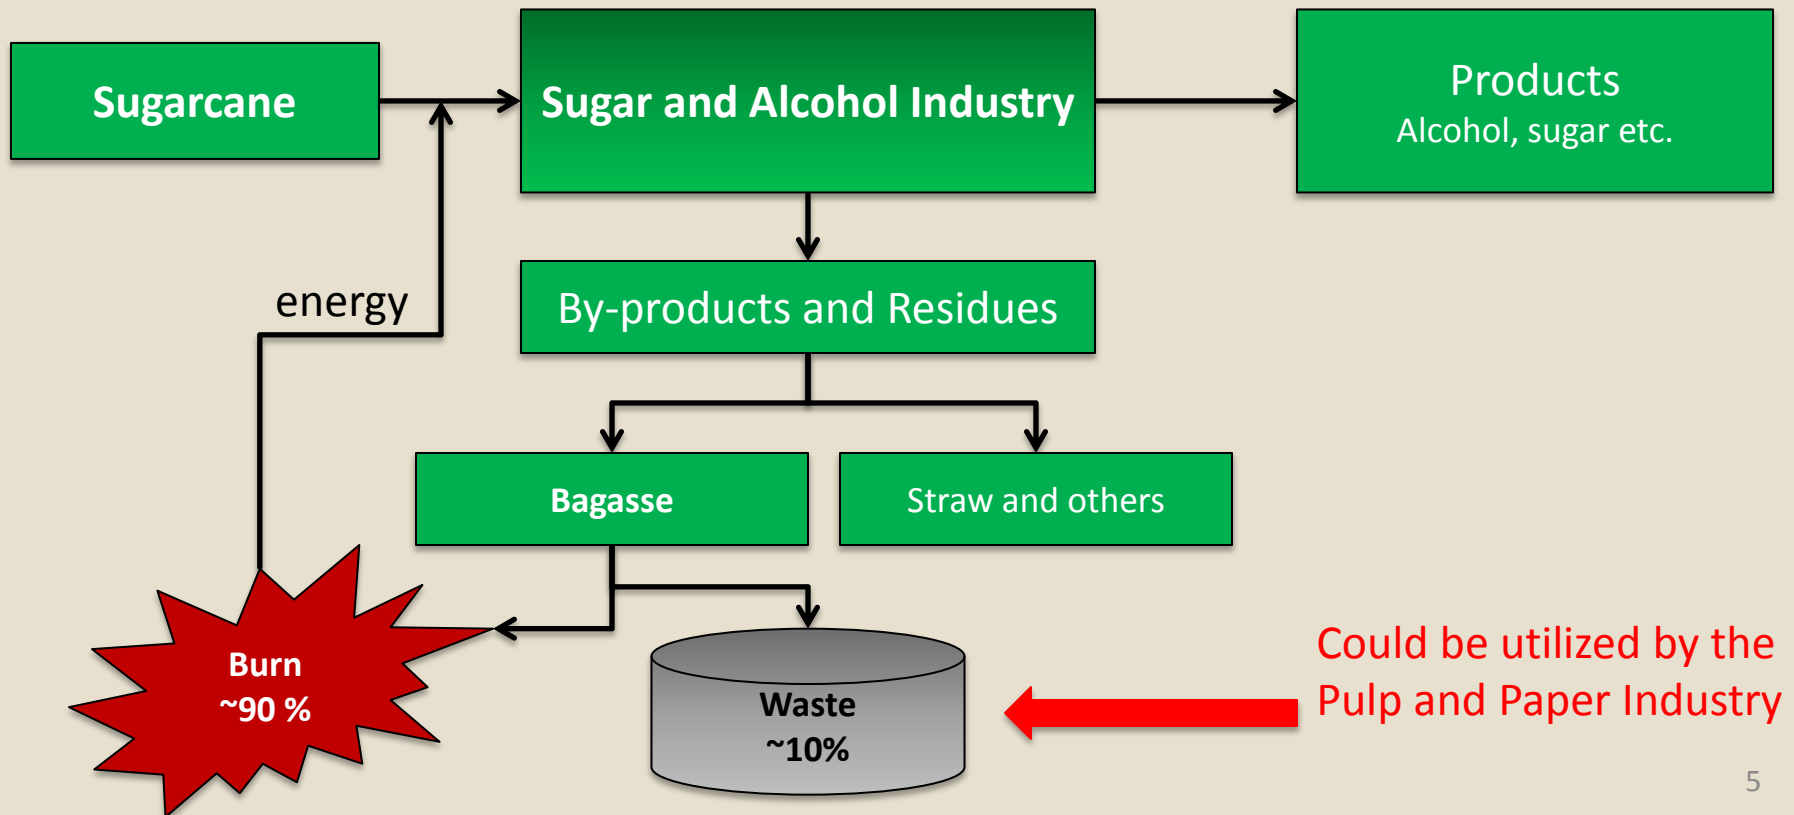 Sugarcane
Sugar and Alcohol Industry
Products
Alcohol, sugar etc.
energy
By-products and Residues
Bagasse
Straw and others
Burn
~90 %
Waste
~10%
Could be utilized by the
Pulp and Paper Industry
5